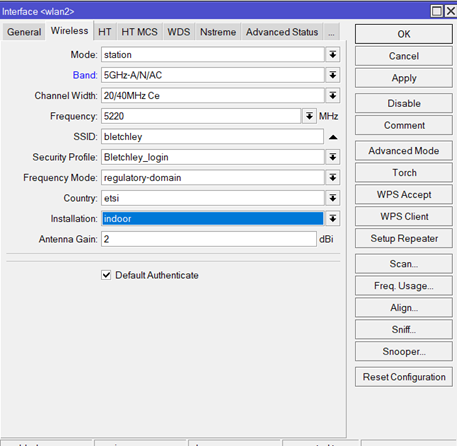 Interface <wlan2>
General Wireless HT HT MCS WDS Nstreme Advanced Status ...
Mode: station
Band: 5GHz-A/N/AC
Channel Width: 20/40MHz Ce
Frequency: 5220 MHz
SSID: bletchley
Security Profile: Bletchley_login
Frequency Mode: regulatory-domain
Country: etsi
Installation: indoor
Antenna Gain: 2 dBi
Default Authenticate
OK
Cancel
Apply
Disable
Comment
Advanced Mode
Torch
WPS Accept
WPS Client
Setup Repeater
Scan...
Freq. Usage...
Align...
Sniff...
Snooper...
Reset Configuration